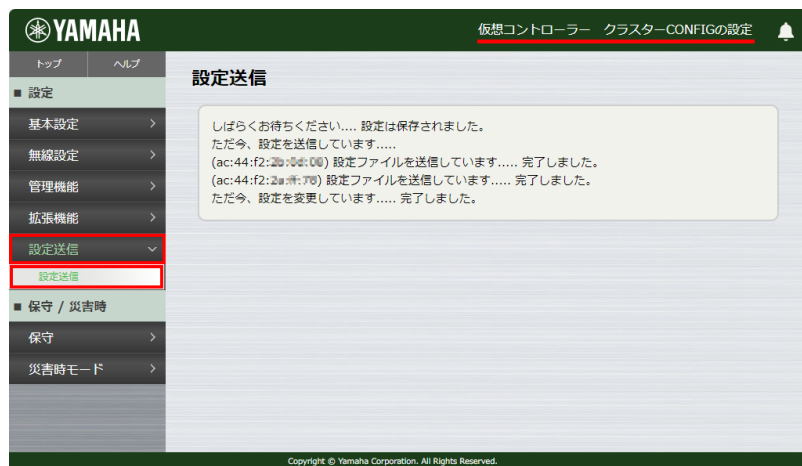 YAMAHA
仮想コントローラー クラスターCONFIGの設定
トップ ヘルプ
■ 設定
基本設定
無線設定
管理機能
拡張機能
設定送信
設定送信
■ 保守 / 災害時
保守
災害時モード
設定送信
しばらくお待ちください.... 設定は保存されました。
ただ今、設定を送信しています.....
(ac:44:f2: ) 設定ファイルを送信しています..... 完了しました。
(ac:44:f2: ) 設定ファイルを送信しています..... 完了しました。
ただ今、設定を変更しています..... 完了しました。
Copyright © Yamaha Corporation. All Rights Reserved.